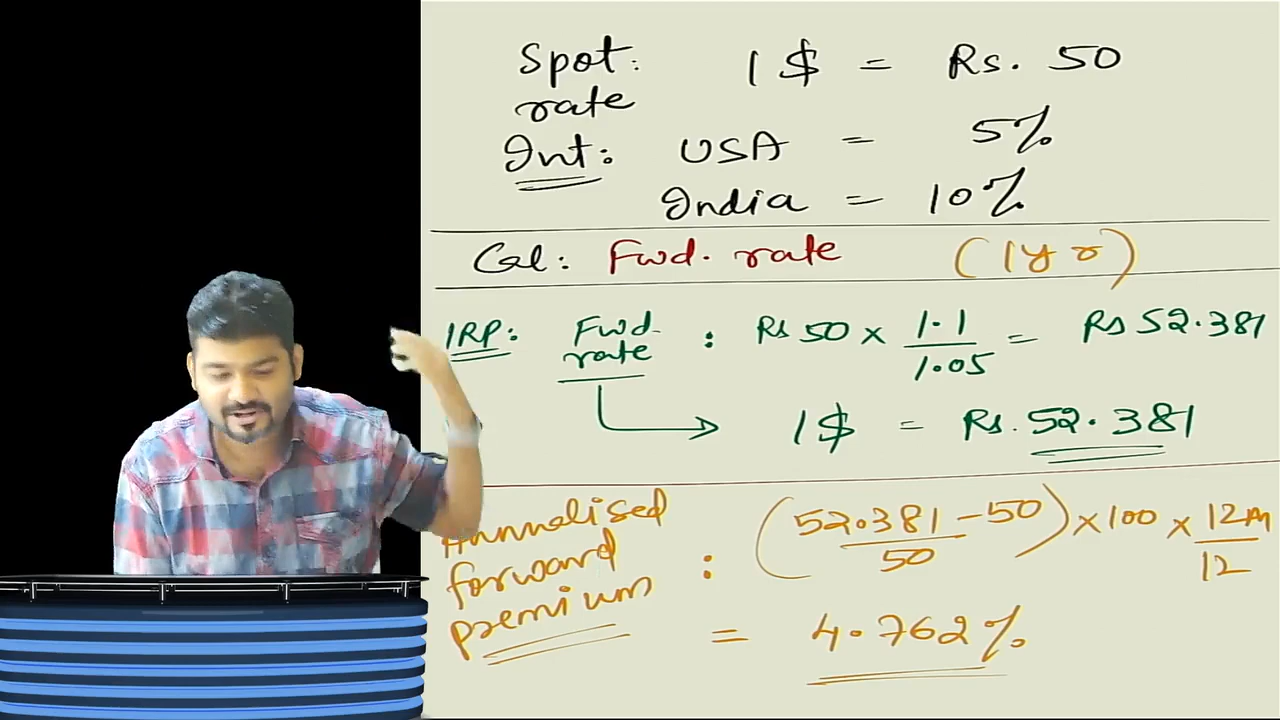 Spot: 1 $ = Rs. 50
rate
Int: USA = 5%
India = 10%
Cal: Fwd. rate (1yr)
IRP: Fwd. rate : Rs 50 × 1.1 / 1.05 = Rs 52.381
1 $ = Rs. 52.381
Annualised forward premium : (52.381 - 50 / 50) × 100 × 12M / 12
= 4.762%